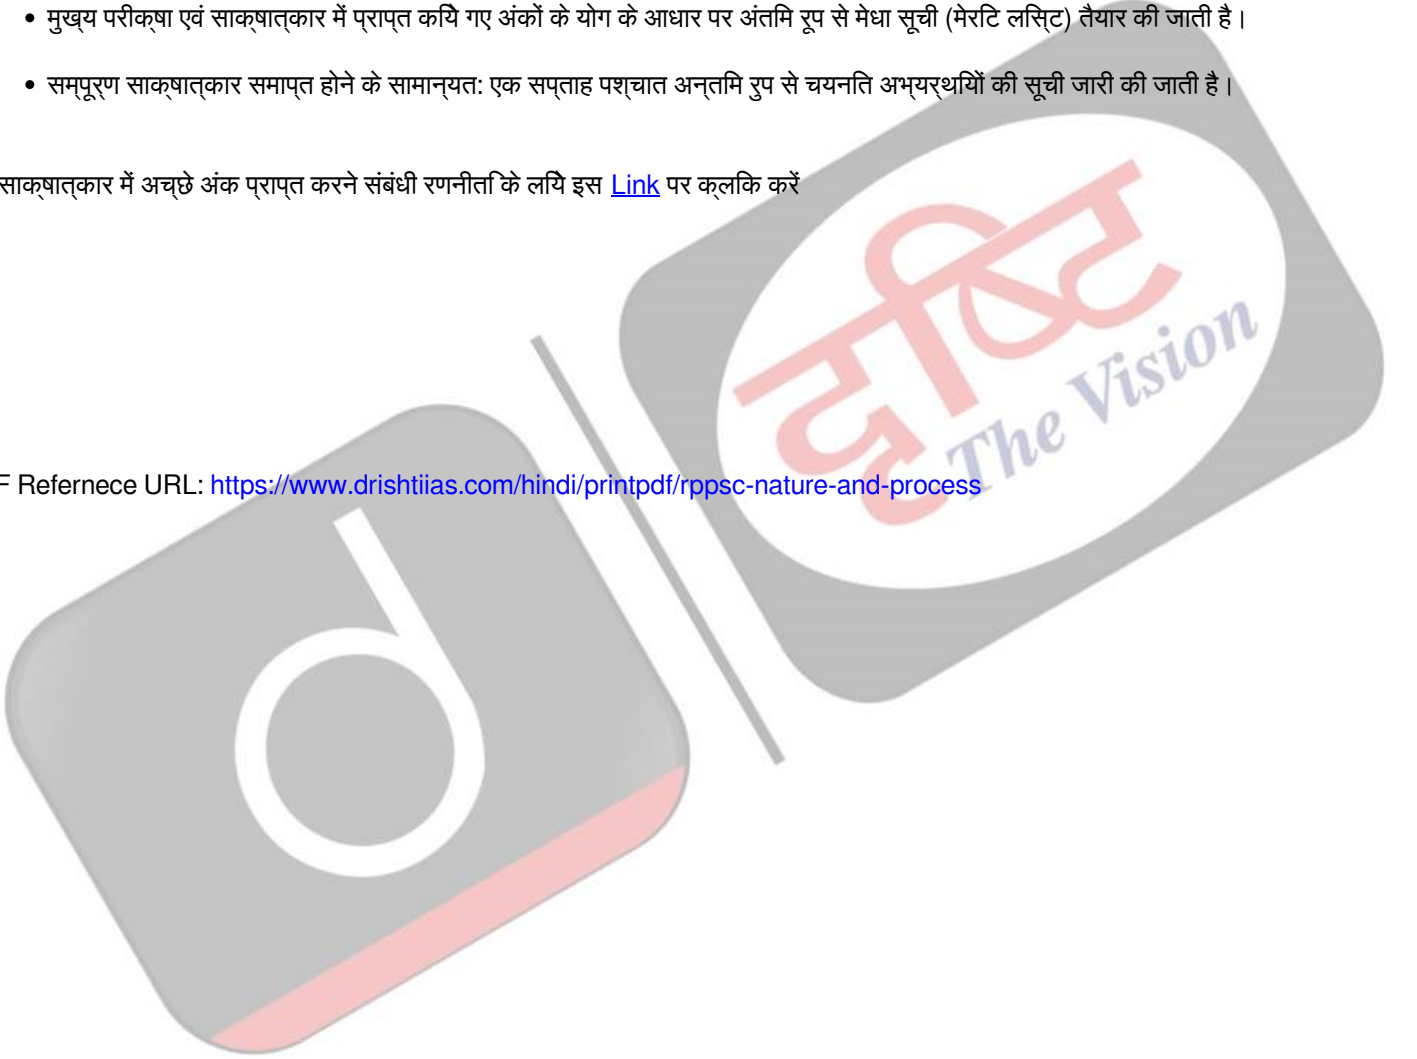 मुख्य परीक्षा एवं साक्षात्कार में प्राप्त किये गए अंकों के योग के आधार पर अंतिम रूप से मेधा सूची (मेरिट लिस्ट) तैयार की जाती है।
सम्पूर्ण साक्षात्कार समाप्त होने के सामान्यत: एक सप्ताह पश्चात अन्तिम रुप से चयनित अभ्यर्थियों की सूची जारी की जाती है।
साक्षात्कार में अच्छे अंक प्राप्त करने संबंधी रणनीति के लिये इस Link पर क्लिक करें
दृष्टि
The Vision
F Refernece URL: https://www.drishtiias.com/hindi/printpdf/rppsc-nature-and-process